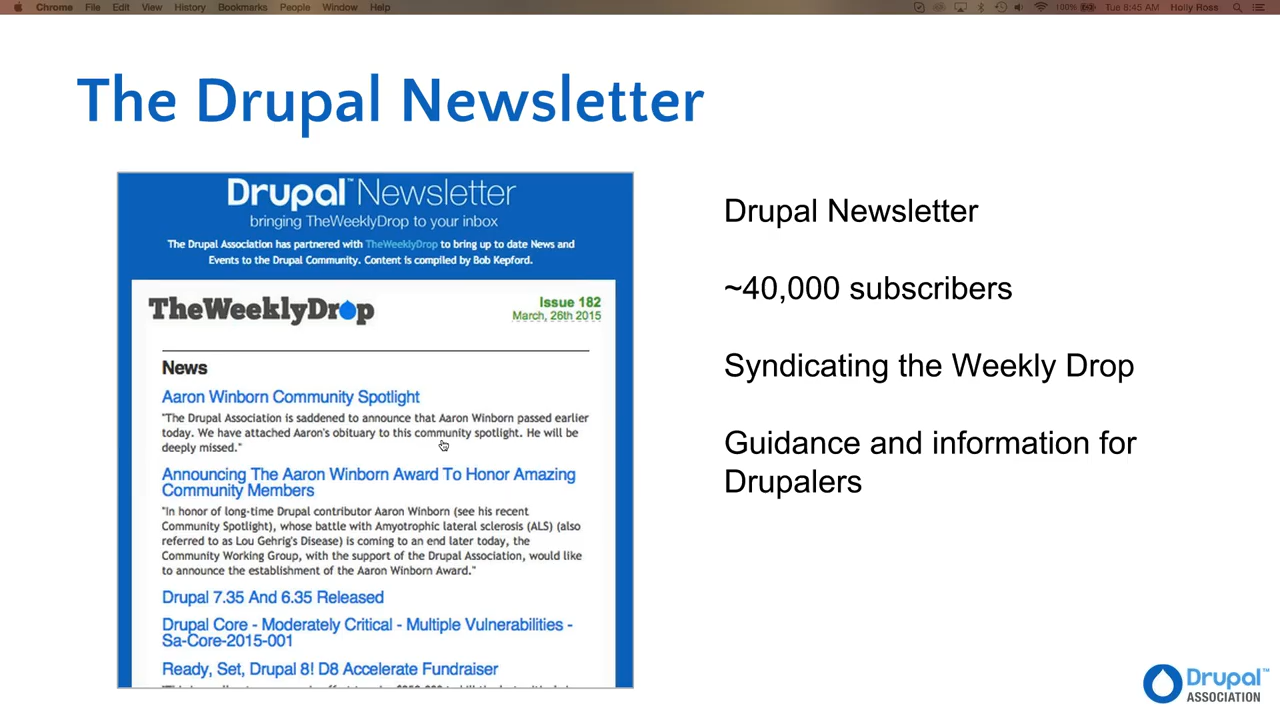 Chrome File Edit View History Bookmarks People Window Help 100% Tue 8:45 AM Holly Ross
The Drupal Newsletter
Drupal™ Newsletter
bringing TheWeeklyDrop to your inbox
The Drupal Association has partnered with TheWeeklyDrop to bring up to date News and
Events to the Drupal Community. Content is compiled by Bob Kepford.
TheWeeklyDrop
Issue 182
March, 26th 2015
News
Aaron Winborn Community Spotlight
"The Drupal Association is saddened to announce that Aaron Winborn passed earlier
today. We have attached Aaron's obituary to this community spotlight. He will be
deeply missed."
Announcing The Aaron Winborn Award To Honor Amazing
Community Members
"In honor of long-time Drupal contributor Aaron Winborn (see his recent
Community Spotlight), whose battle with Amyotrophic lateral sclerosis (ALS) (also
referred to as Lou Gehrig's Disease) is coming to an end later today, the
Community Working Group, with the support of the Drupal Association, would like
to announce the establishment of the Aaron Winborn Award."
Drupal 7.35 And 6.35 Released
Drupal Core - Moderately Critical - Multiple Vulnerabilities -
Sa-Core-2015-001
Ready, Set, Drupal 8! D8 Accelerate Fundraiser
Drupal Newsletter
~40,000 subscribers
Syndicating the Weekly Drop
Guidance and information for
Drupalers
Drupal™
ASSOCIATION